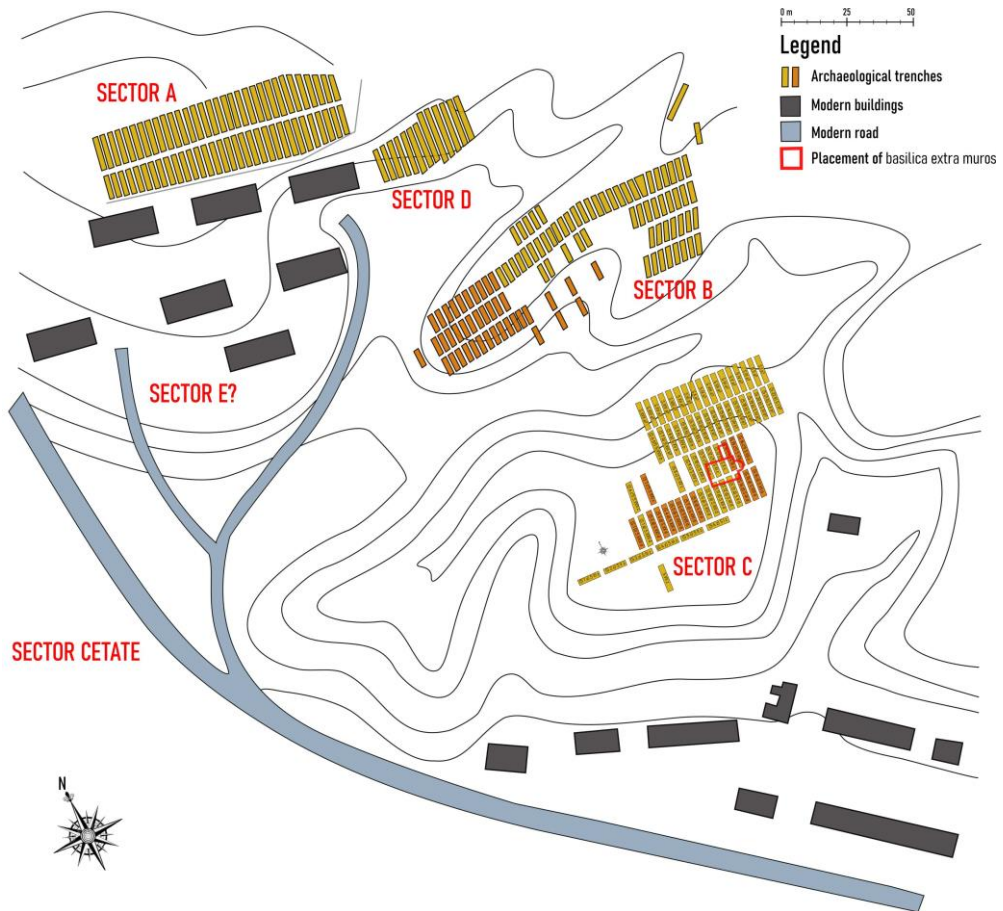 0 m 25 50
Legend
Archaeological trenches
Modern buildings
Modern road
Placement of basilica extra muros
SECTOR A
SECTOR D
SECTOR B
SECTOR E?
SECTOR C
SECTOR CETATE
N